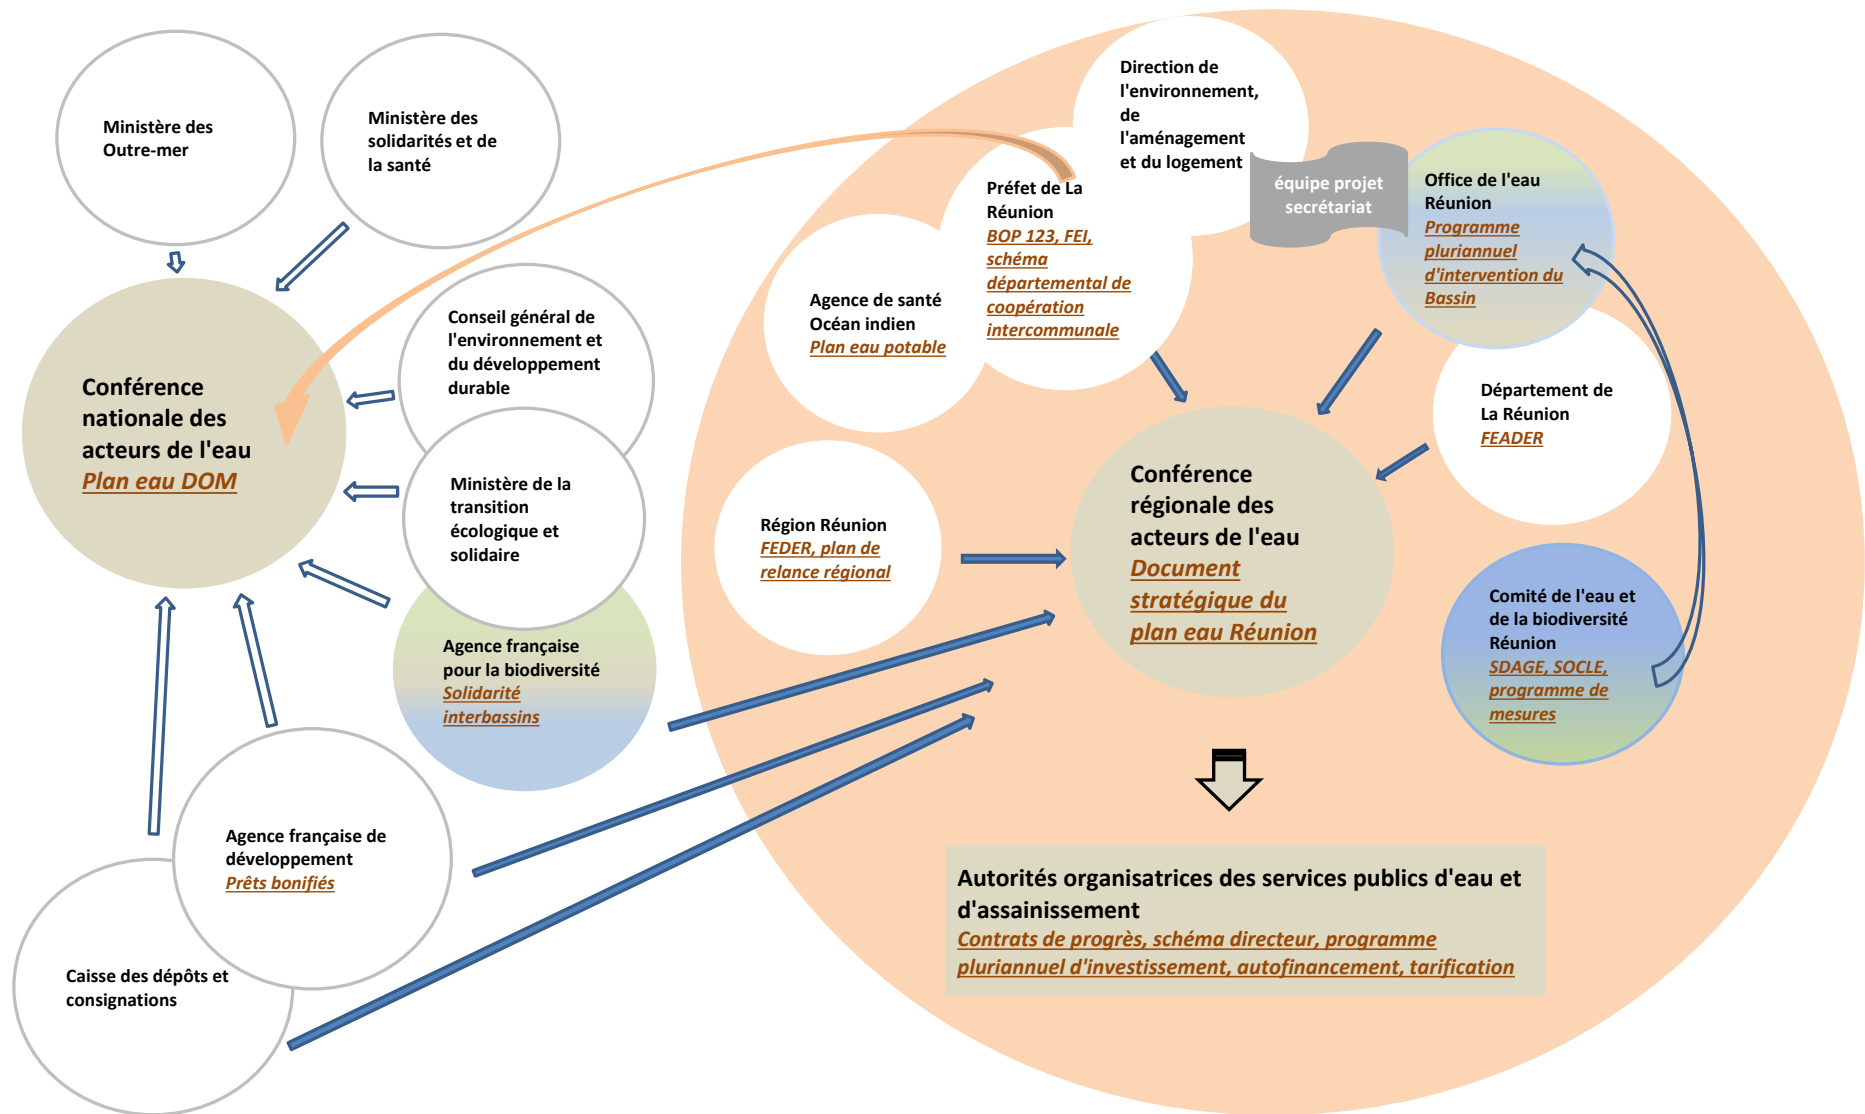 Ministère des
Outre-mer
Ministère des
solidarités et de
la santé
Conseil général de
l'environnement et
du développement
durable
Conférence
nationale des
acteurs de l'eau
Plan eau DOM
Ministère de la
transition
écologique et
solidaire
Agence française
pour la biodiversité
Solidarité
interbassins
Agence française de
développement
Prêts bonifiés
Caisse des dépôts et
consignations
Direction de
l'environnement,
de
l'aménagement
et du logement
équipe projet
secrétariat
Préfet de La
Réunion
BOP 123, FEI,
schéma
départemental de
coopération
intercommunale
Office de l'eau
Réunion
Programme
pluriannuel
d'intervention du
Bassin
Agence de santé
Océan indien
Plan eau potable
Département de
La Réunion
FEADER
Région Réunion
FEDER, plan de
relance régional
Conférence
régionale des
acteurs de l'eau
Document
stratégique du
plan eau Réunion
Comité de l'eau et
de la biodiversité
Réunion
SDAGE, SOCLE,
programme de
mesures
Autorités organisatrices des services publics d'eau et
d'assainissement
Contrats de progrès, schéma directeur, programme
pluriannuel d'investissement, autofinancement, tarification